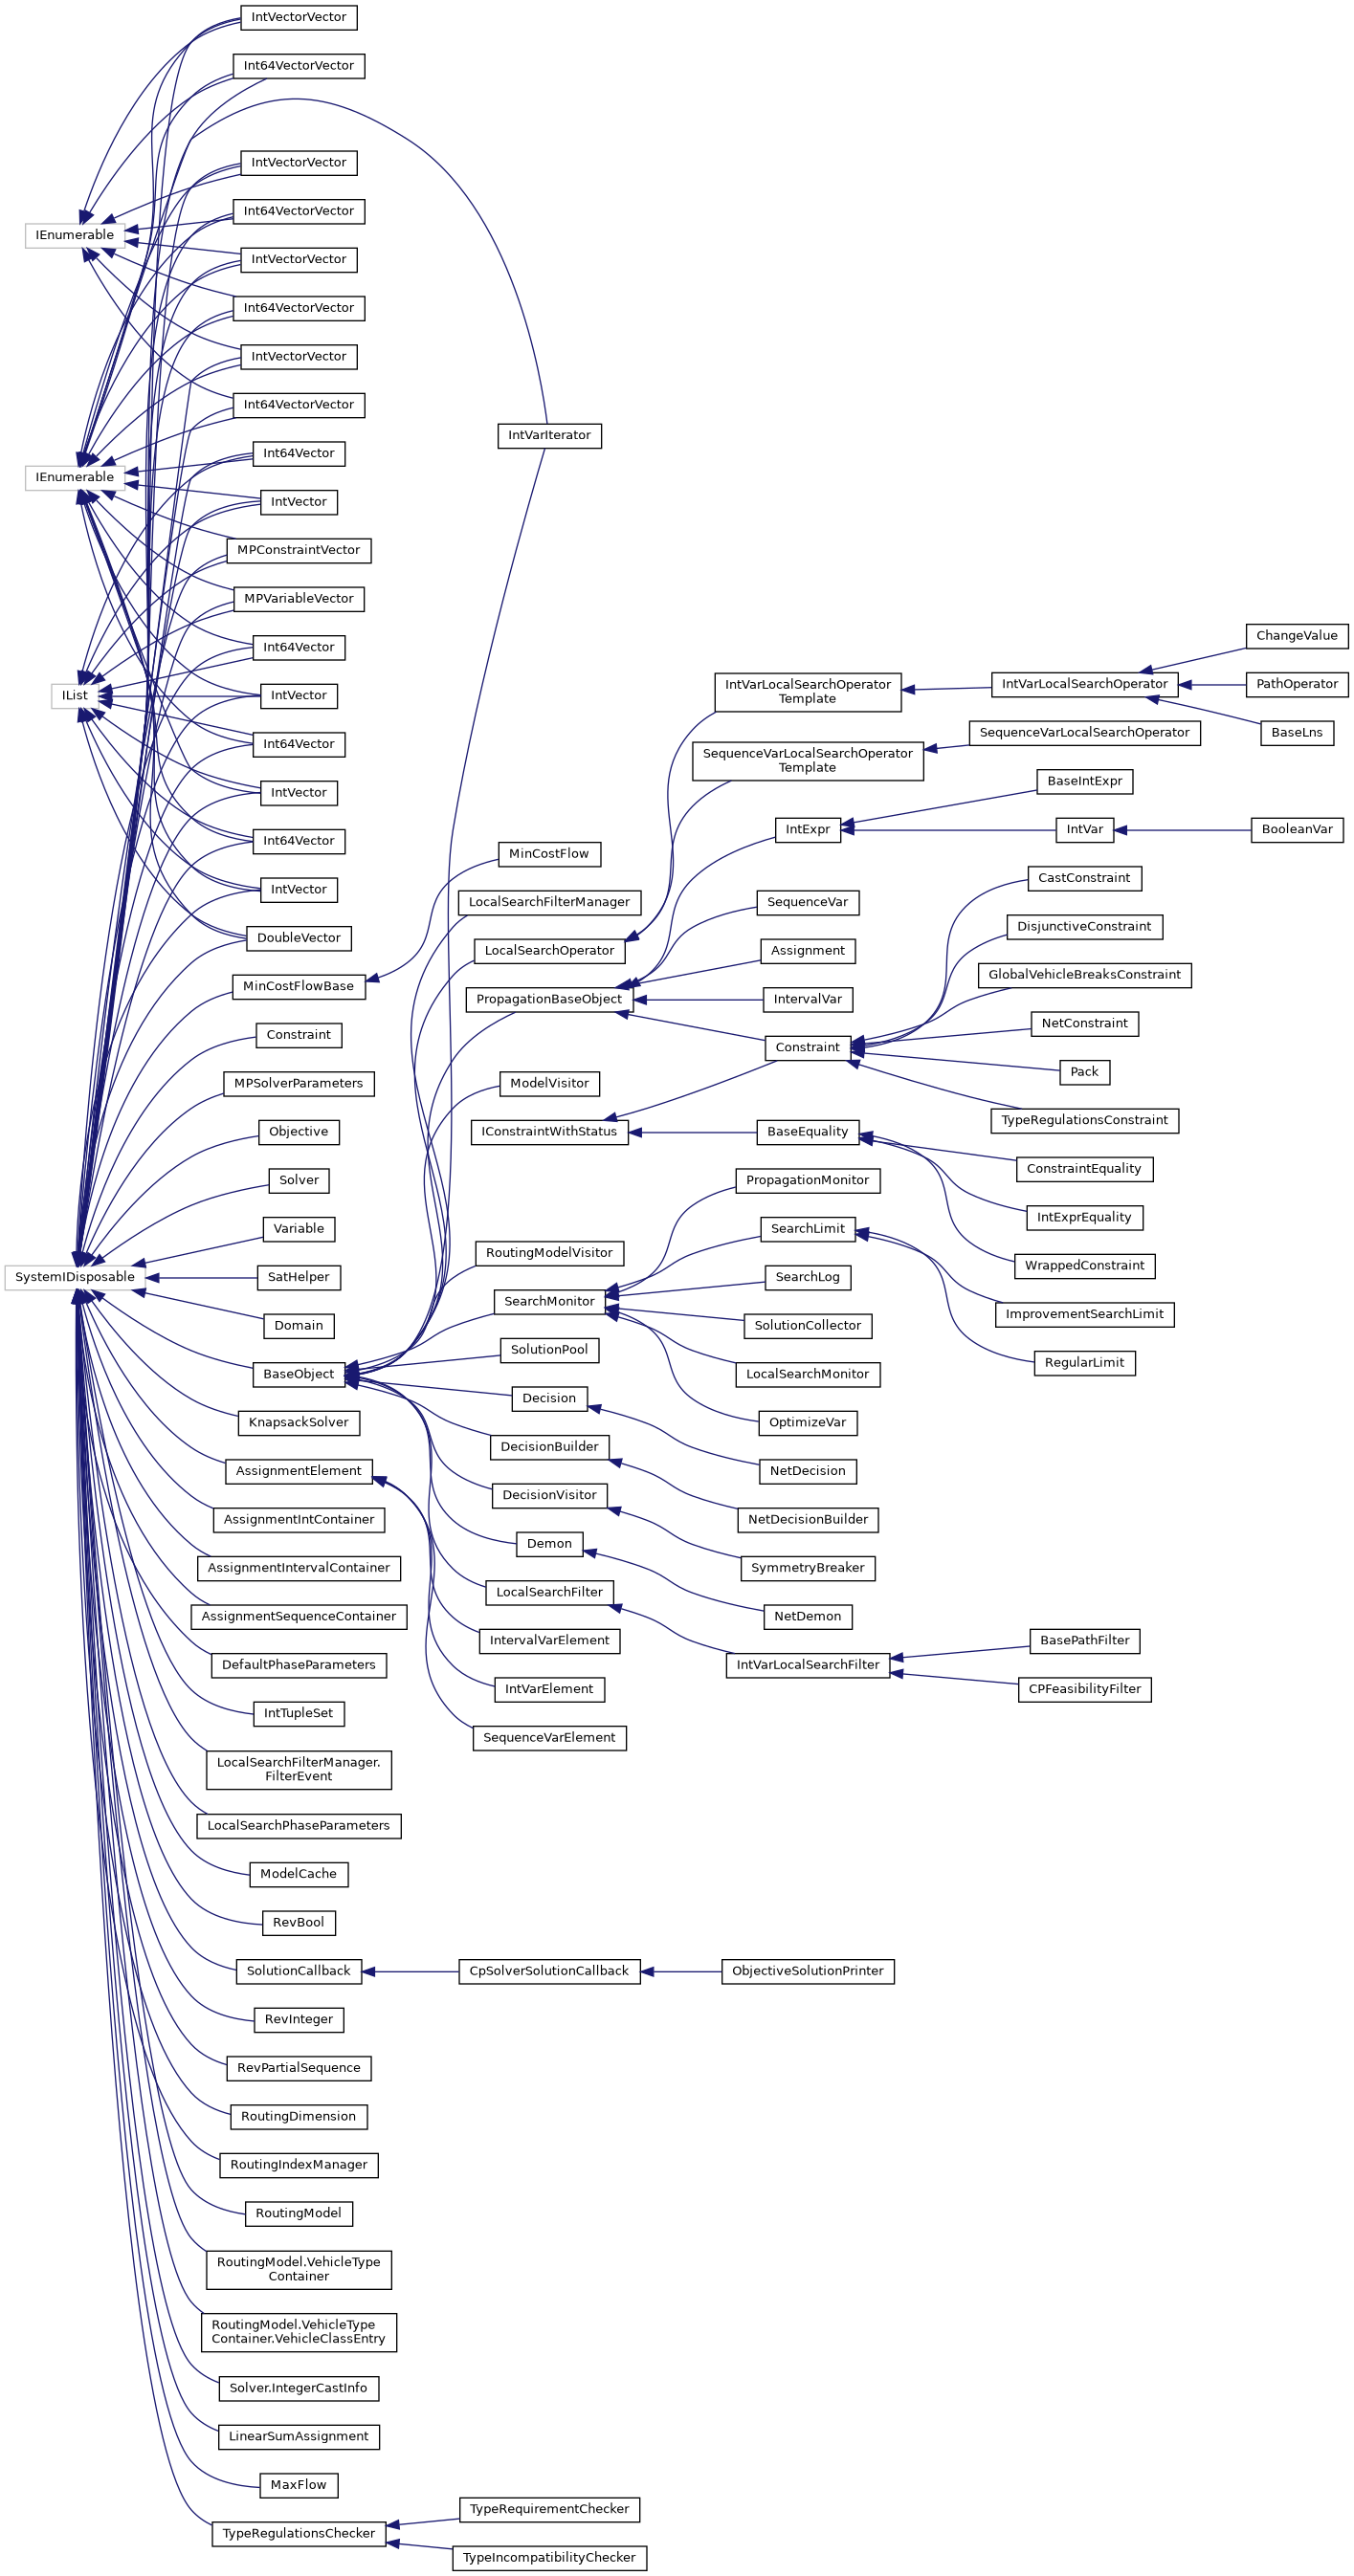 IntVectorVector
Int64VectorVector
IntVectorVector
Int64VectorVector
IEnumerable
IntVectorVector
Int64VectorVector
IntVectorVector
Int64VectorVector
IntVarIterator
Int64Vector
IEnumerable
IntVector
MPConstraintVector
MPVariableVector
Int64Vector
IList
IntVector
Int64Vector
IntVector
Int64Vector
IntVector
DoubleVector
MinCostFlowBase
Constraint
MPSolverParameters
Objective
Solver
Variable
SystemIDisposable
SatHelper
Domain
BaseObject
KnapsackSolver
AssignmentElement
AssignmentIntContainer
AssignmentIntervalContainer
AssignmentSequenceContainer
DefaultPhaseParameters
IntTupleSet
LocalSearchFilterManager.
FilterEvent
LocalSearchPhaseParameters
ModelCache
RevBool
SolutionCallback
RevInteger
RevPartialSequence
RoutingDimension
RoutingIndexManager
RoutingModel
RoutingModel.VehicleType
Container
RoutingModel.VehicleType
Container.VehicleClassEntry
Solver.IntegerCastInfo
LinearSumAssignment
MaxFlow
TypeRegulationsChecker
MinCostFlow
LocalSearchFilterManager
LocalSearchOperator
PropagationBaseObject
ModelVisitor
IConstraintWithStatus
RoutingModelVisitor
SearchMonitor
SolutionPool
Decision
DecisionBuilder
DecisionVisitor
Demon
LocalSearchFilter
IntervalVarElement
IntVarElement
SequenceVarElement
CpSolverSolutionCallback
TypeRequirementChecker
TypeIncompatibilityChecker
IntVarLocalSearchOperator
Template
SequenceVarLocalSearchOperator
Template
IntExpr
SequenceVar
Assignment
IntervalVar
Constraint
BaseEquality
PropagationMonitor
SearchLimit
SearchLog
SolutionCollector
LocalSearchMonitor
OptimizeVar
NetDecision
NetDecisionBuilder
SymmetryBreaker
NetDemon
IntVarLocalSearchFilter
ObjectiveSolutionPrinter
IntVarLocalSearchOperator
SequenceVarLocalSearchOperator
BaseIntExpr
IntVar
CastConstraint
DisjunctiveConstraint
GlobalVehicleBreaksConstraint
NetConstraint
Pack
TypeRegulationsConstraint
ConstraintEquality
IntExprEquality
WrappedConstraint
ImprovementSearchLimit
RegularLimit
BasePathFilter
CPFeasibilityFilter
ChangeValue
PathOperator
BaseLns
BooleanVar